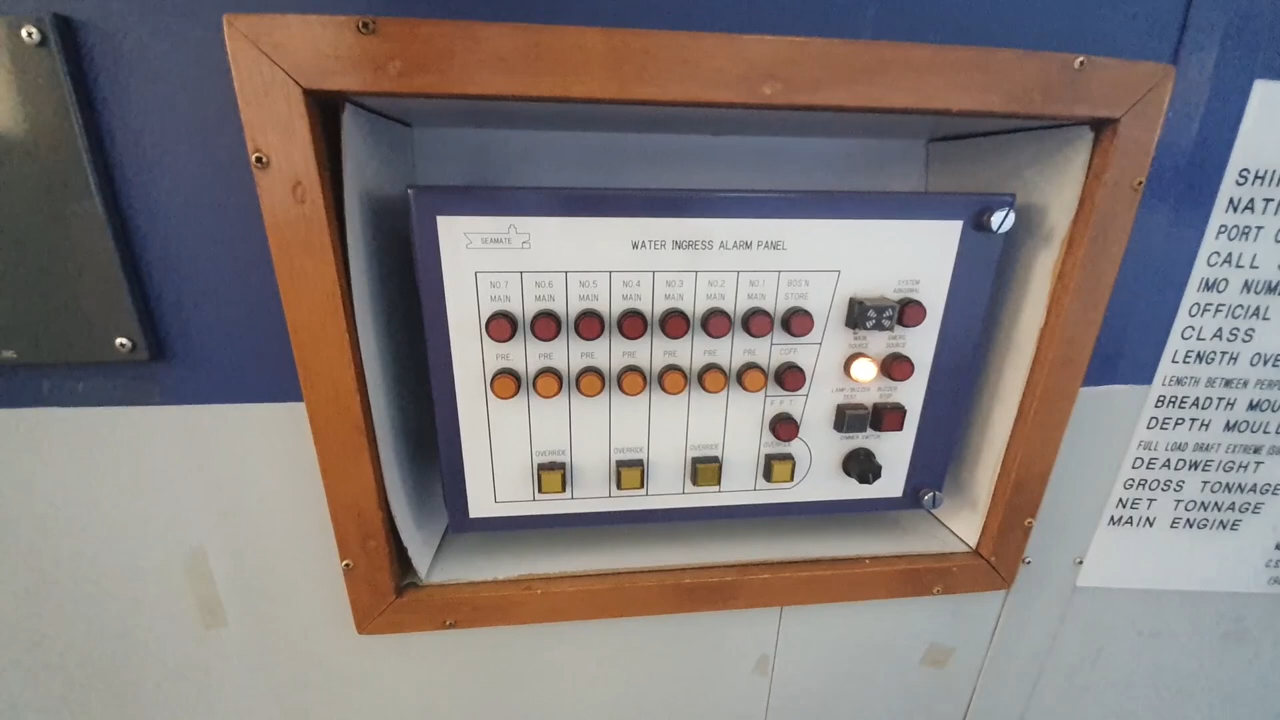 SEAMATE
WATER INGRESS ALARM PANEL
NO.7 NO.6 NO.5 NO.4 NO.3 NO.2 NO.1 BOS'N
MAIN MAIN MAIN MAIN MAIN MAIN MAIN STORE
PRE. PRE. PRE. PRE. PRE. PRE. PRE. COFF.
F.P.T.
OVERRIDE OVERRIDE OVERRIDE OVERRIDE
SYSTEM
ABNORMAL
MAIN EMERG
SOURCE SOURCE
LAMP/BUZZER BUZZER
TEST STOP
DIMMER SWITCH
SHI
NATI
PORT O
CALL S
IMO NUM
OFFICIAL
CLASS
LENGTH OVE
LENGTH BETWEEN PERP
BREADTH MOU
DEPTH MOULD
FULL LOAD DRAFT EXTREME (SU
DEADWEIGHT
GROSS TONNAGE
NET TONNAGE
MAIN ENGINE